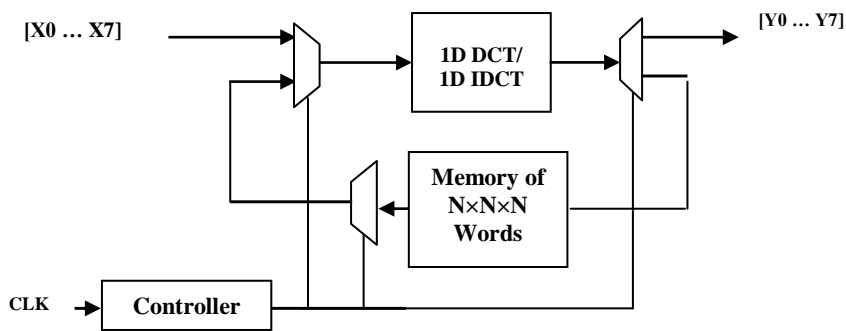 [X0 … X7]
[Y0 … Y7]
1D DCT/
1D IDCT
Memory of
N×N×N
Words
CLK
Controller